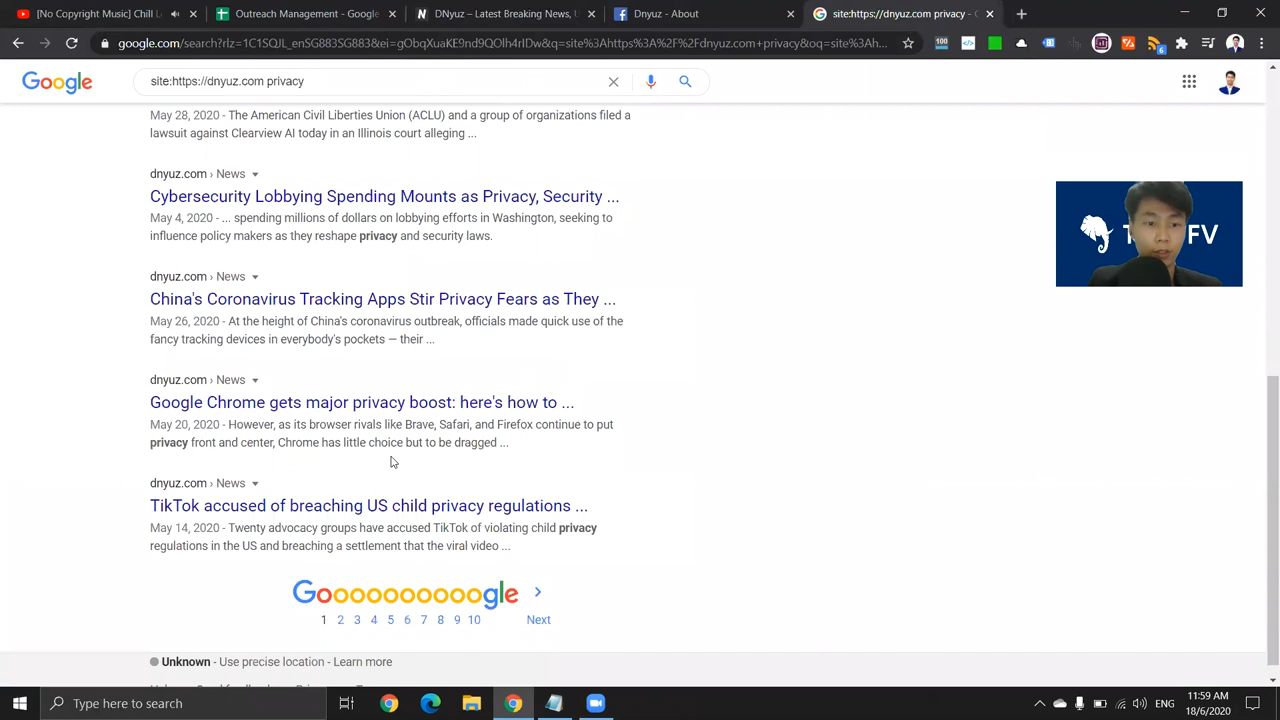 [No Copyright Music] Chill L
Outreach Management - Google
DNyuz – Latest Breaking News, U
Dnyuz - About
site:https://dnyuz.com privacy - G
google.com/search?rlz=1C1SQJL_enSG883SG883&ei=gObqXuaKE9nd9QOlh4rIDw&q=site%3Ahttps%3A%2F%2Fdnyuz.com+privacy&oq=site%3Ah...
Google
site:https://dnyuz.com privacy
May 28, 2020 - The American Civil Liberties Union (ACLU) and a group of organizations filed a
lawsuit against Clearview AI today in an Illinois court alleging ...
dnyuz.com › News
Cybersecurity Lobbying Spending Mounts as Privacy, Security ...
May 4, 2020 - ... spending millions of dollars on lobbying efforts in Washington, seeking to
influence policy makers as they reshape privacy and security laws.
dnyuz.com › News
China's Coronavirus Tracking Apps Stir Privacy Fears as They ...
May 26, 2020 - At the height of China's coronavirus outbreak, officials made quick use of the
fancy tracking devices in everybody's pockets — their ...
dnyuz.com › News
Google Chrome gets major privacy boost: here's how to ...
May 20, 2020 - However, as its browser rivals like Brave, Safari, and Firefox continue to put
privacy front and center, Chrome has little choice but to be dragged ...
dnyuz.com › News
TikTok accused of breaching US child privacy regulations ...
May 14, 2020 - Twenty advocacy groups have accused TikTok of violating child privacy
regulations in the US and breaching a settlement that the viral video ...
Goooooooooogle
1 2 3 4 5 6 7 8 9 10 Next
Unknown - Use precise location - Learn more
Type here to search
ENG
11:59 AM
18/6/2020